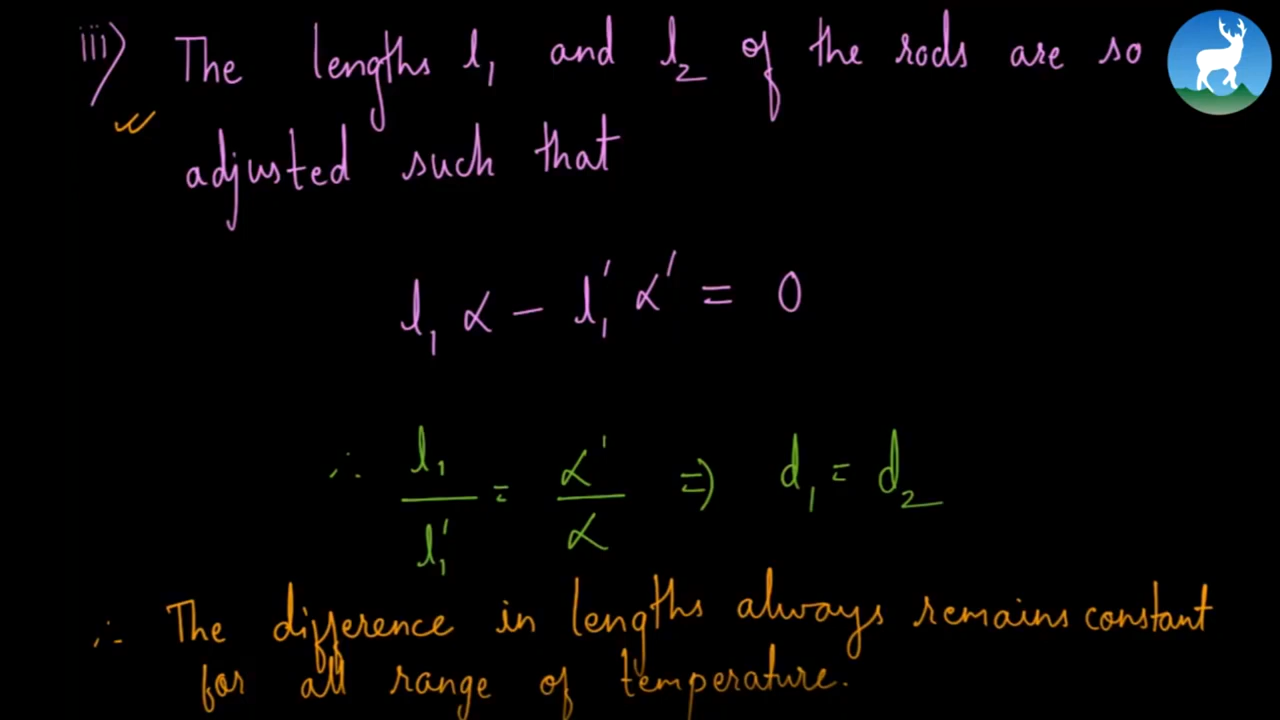 iii) The lengths l₁ and l₂ of the rods are so
adjusted such that
l₁ α − l₁′ α′ = 0
∴ l₁/l₁′ = α′/α ⇒ d₁ = d₂
∴ The difference in lengths always remains constant
for all range of temperature.